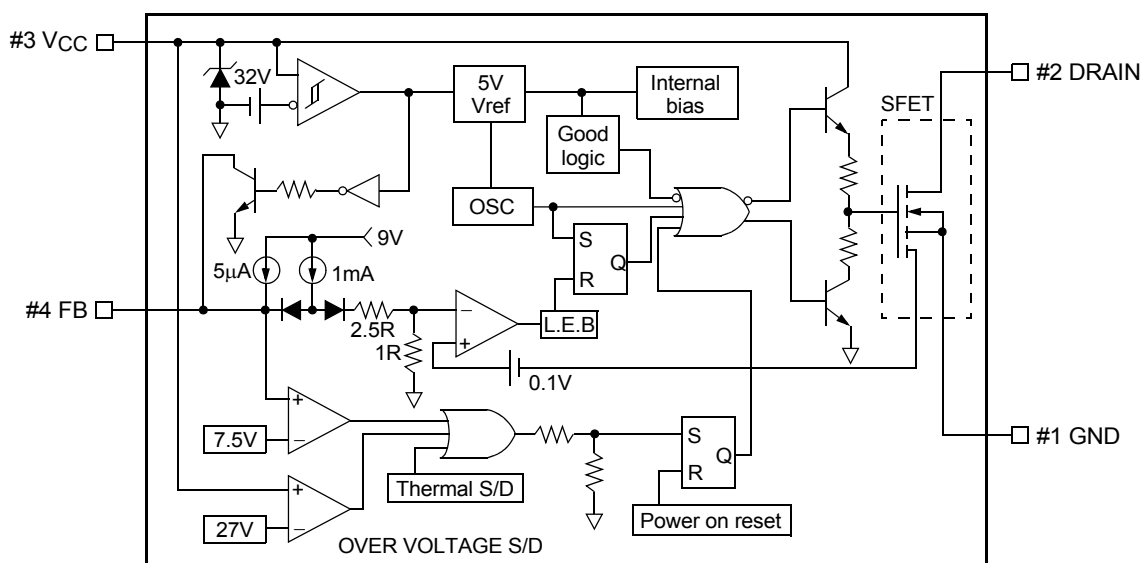 #3 VCC
32V
5V
Vref
Internal
bias
Good
logic
OSC
#2 DRAIN
SFET
9V
5μA
1mA
S
R
Q
#4 FB
2.5R
1R
−
+
L.E.B
0.1V
+
−
7.5V
+
−
27V
Thermal S/D
S
R
Q
Power on reset
#1 GND
OVER VOLTAGE S/D